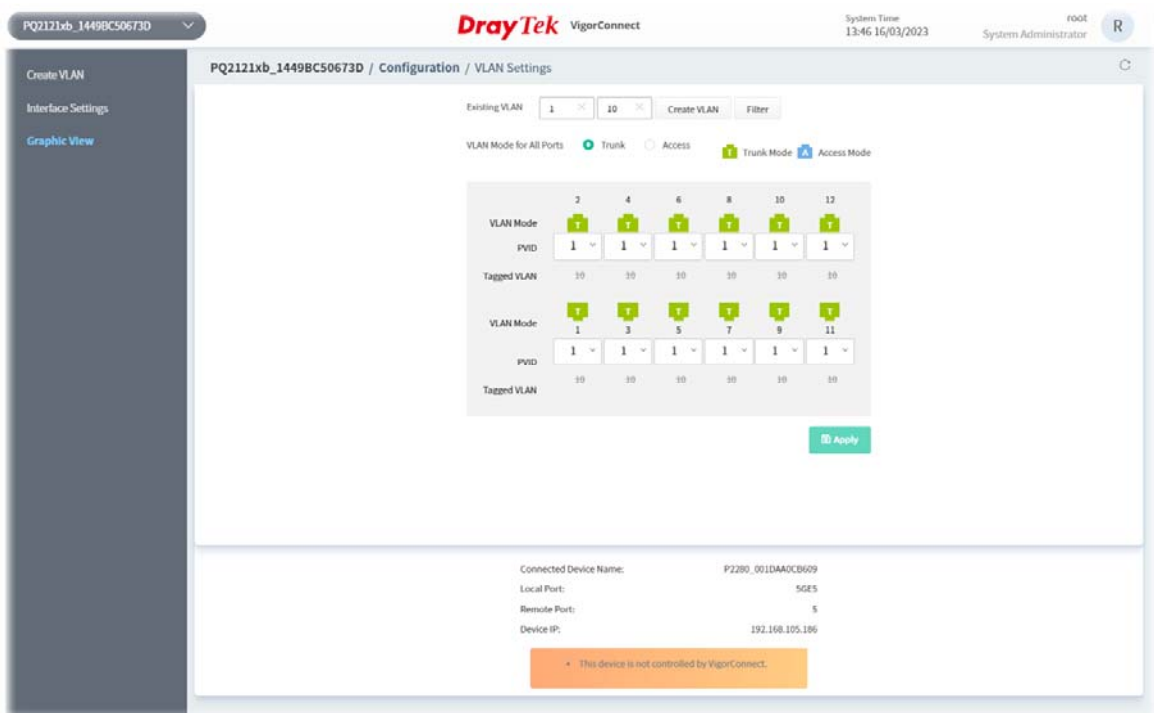 PQ2121xb_1449BC50673D
DrayTek VigorConnect
System Time
13:46 16/03/2023
root
System Administrator
R
Create VLAN
Interface Settings
Graphic View
PQ2121xb_1449BC50673D / Configuration / VLAN Settings
Existing VLAN 1 10 Create VLAN Filter
VLAN Mode for All Ports Trunk Access T Trunk Mode A Access Mode
2 4 6 8 10 12
VLAN Mode T T T T T T
PVID 1 1 1 1 1 1
Tagged VLAN 10 10 10 10 10 10
VLAN Mode T T T T T T
1 3 5 7 9 11
PVID 1 1 1 1 1 1
Tagged VLAN 10 10 10 10 10 10
Apply
Connected Device Name: P2280_001DAA0CB609
Local Port: 5GE5
Remote Port: 5
Device IP: 192.168.105.186
• This device is not controlled by VigorConnect.